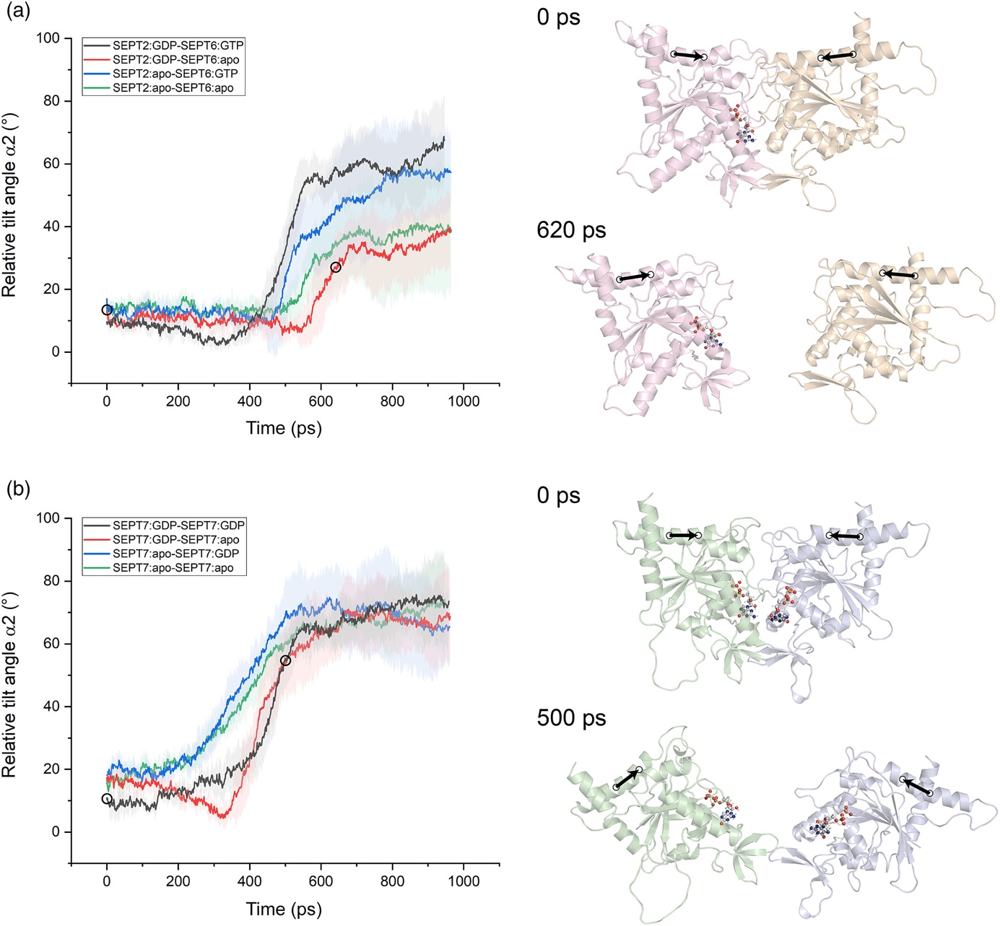 (a)
0 ps
100
80
60
40
20
0
Relative tilt angle α2 (°)
SEPT2:GDP-SEPT6:GTP
SEPT2:GDP-SEPT6:apo
SEPT2:apo-SEPT6:GTP
SEPT2:apo-SEPT6:apo
620 ps
0 200 400 600 800 1000
Time (ps)
(b)
0 ps
100
80
60
40
20
0
Relative tilt angle α2 (°)
SEPT7:GDP-SEPT7:GDP
SEPT7:GDP-SEPT7:apo
SEPT7:apo-SEPT7:GDP
SEPT7:apo-SEPT7:apo
500 ps
0 200 400 600 800 1000
Time (ps)